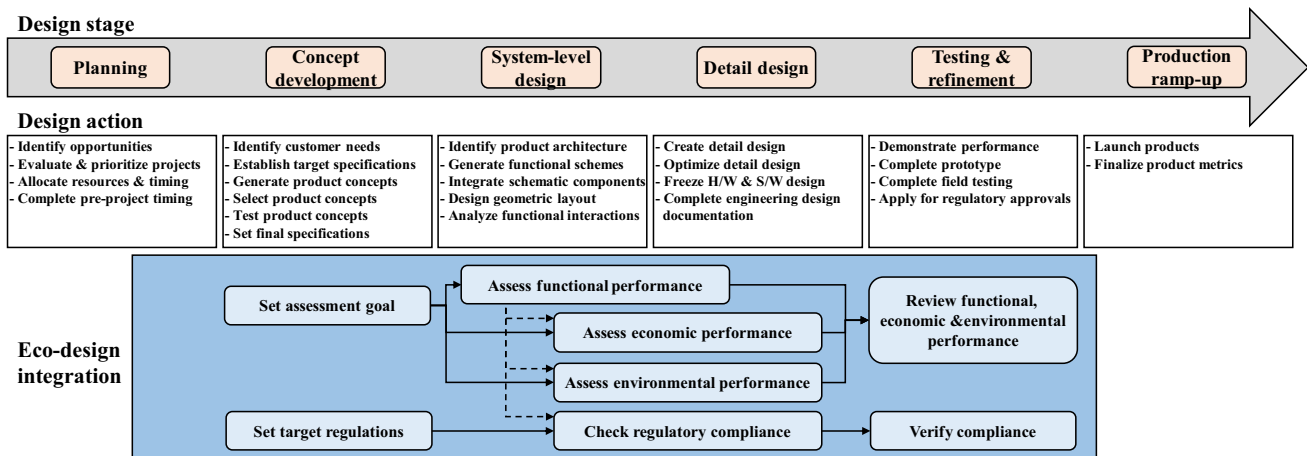 Design stage
Planning
Concept
development
System-level
design
Detail design
Testing &
refinement
Production
ramp-up
Design action
- Identify opportunities
- Evaluate & prioritize projects
- Allocate resources & timing
- Complete pre-project timing
- Identify customer needs
- Establish target specifications
- Generate product concepts
- Select product concepts
- Test product concepts
- Set final specifications
- Identify product architecture
- Generate functional schemes
- Integrate schematic components
- Design geometric layout
- Analyze functional interactions
- Create detail design
- Optimize detail design
- Freeze H/W & S/W design
- Complete engineering design
documentation
- Demonstrate performance
- Complete prototype
- Complete field testing
- Apply for regulatory approvals
- Launch products
- Finalize product metrics
Eco-design
integration
Set assessment goal
Assess functional performance
Assess economic performance
Assess environmental performance
Review functional,
economic &environmental
performance
Set target regulations
Check regulatory compliance
Verify compliance